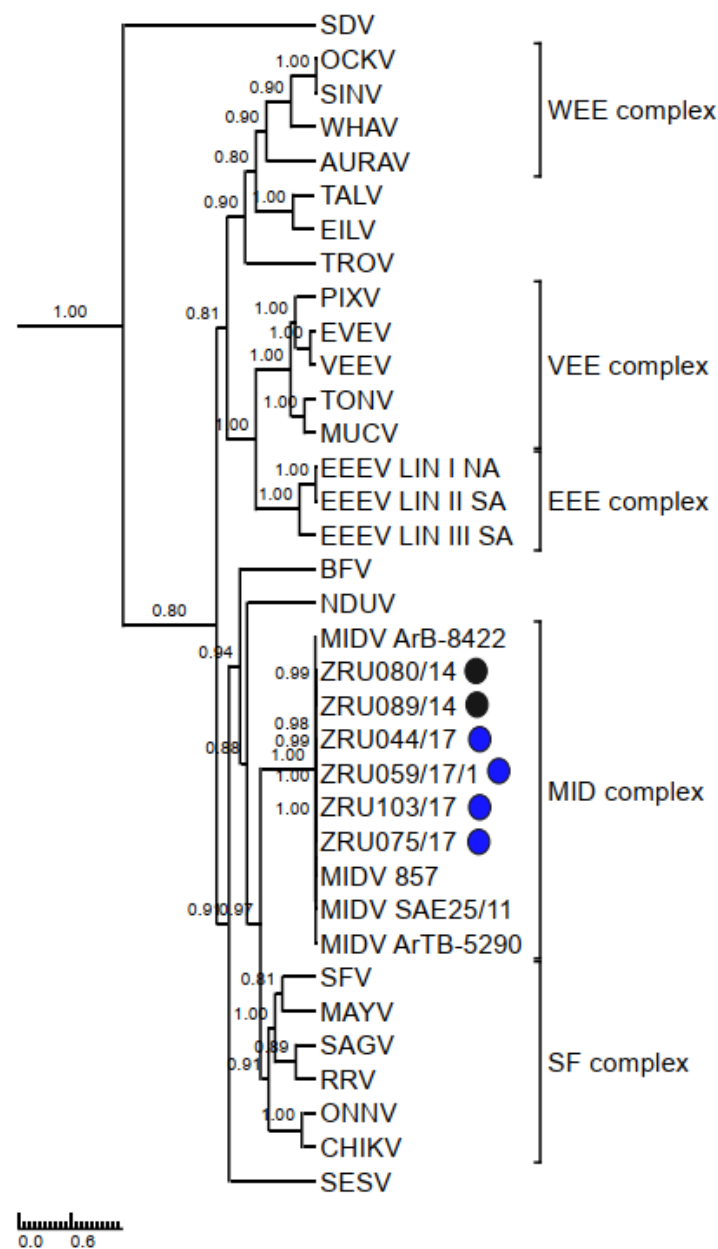 SDV
1.00 OCKV
0.90 SINV
WEE complex
0.90 WHAV
0.80 AURAV
1.00 TALV
0.90 EILV
TROV
1.00 PIXV
1.00
0.81 1.00 EVEV
1.00 VEEV
VEE complex
1.00 TONV
1.00 MUCV
1.00 EEEV LIN I NA
1.00 EEEV LIN II SA
EEE complex
EEEV LIN III SA
BFV
0.80 NDUV
0.94 MIDV ArB-8422
0.99 ZRU080/14
ZRU089/14
0.98
0.99 ZRU044/17
0.88 1.00
1.00 ZRU059/17/1
MID complex
1.00 ZRU103/17
ZRU075/17
MIDV 857
0.91 0.97 MIDV SAE25/11
MIDV ArTB-5290
0.81 SFV
1.00 MAYV
0.89 SAGV
0.91 RRV
SF complex
1.00 ONNV
CHIKV
SESV
0.0 0.6